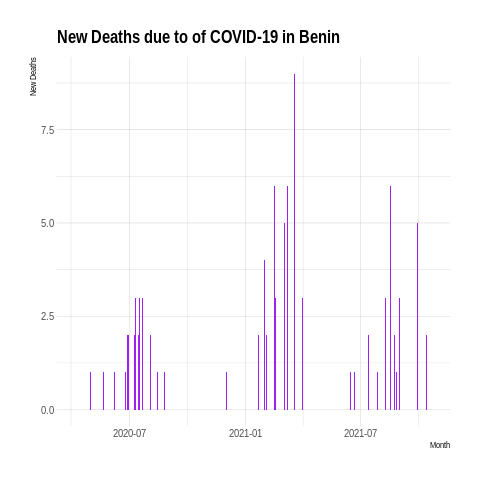 New Deaths due to of COVID-19 in Benin
New Deaths
7.5
5.0
2.5
0.0
2020-07
2021-01
2021-07
Month